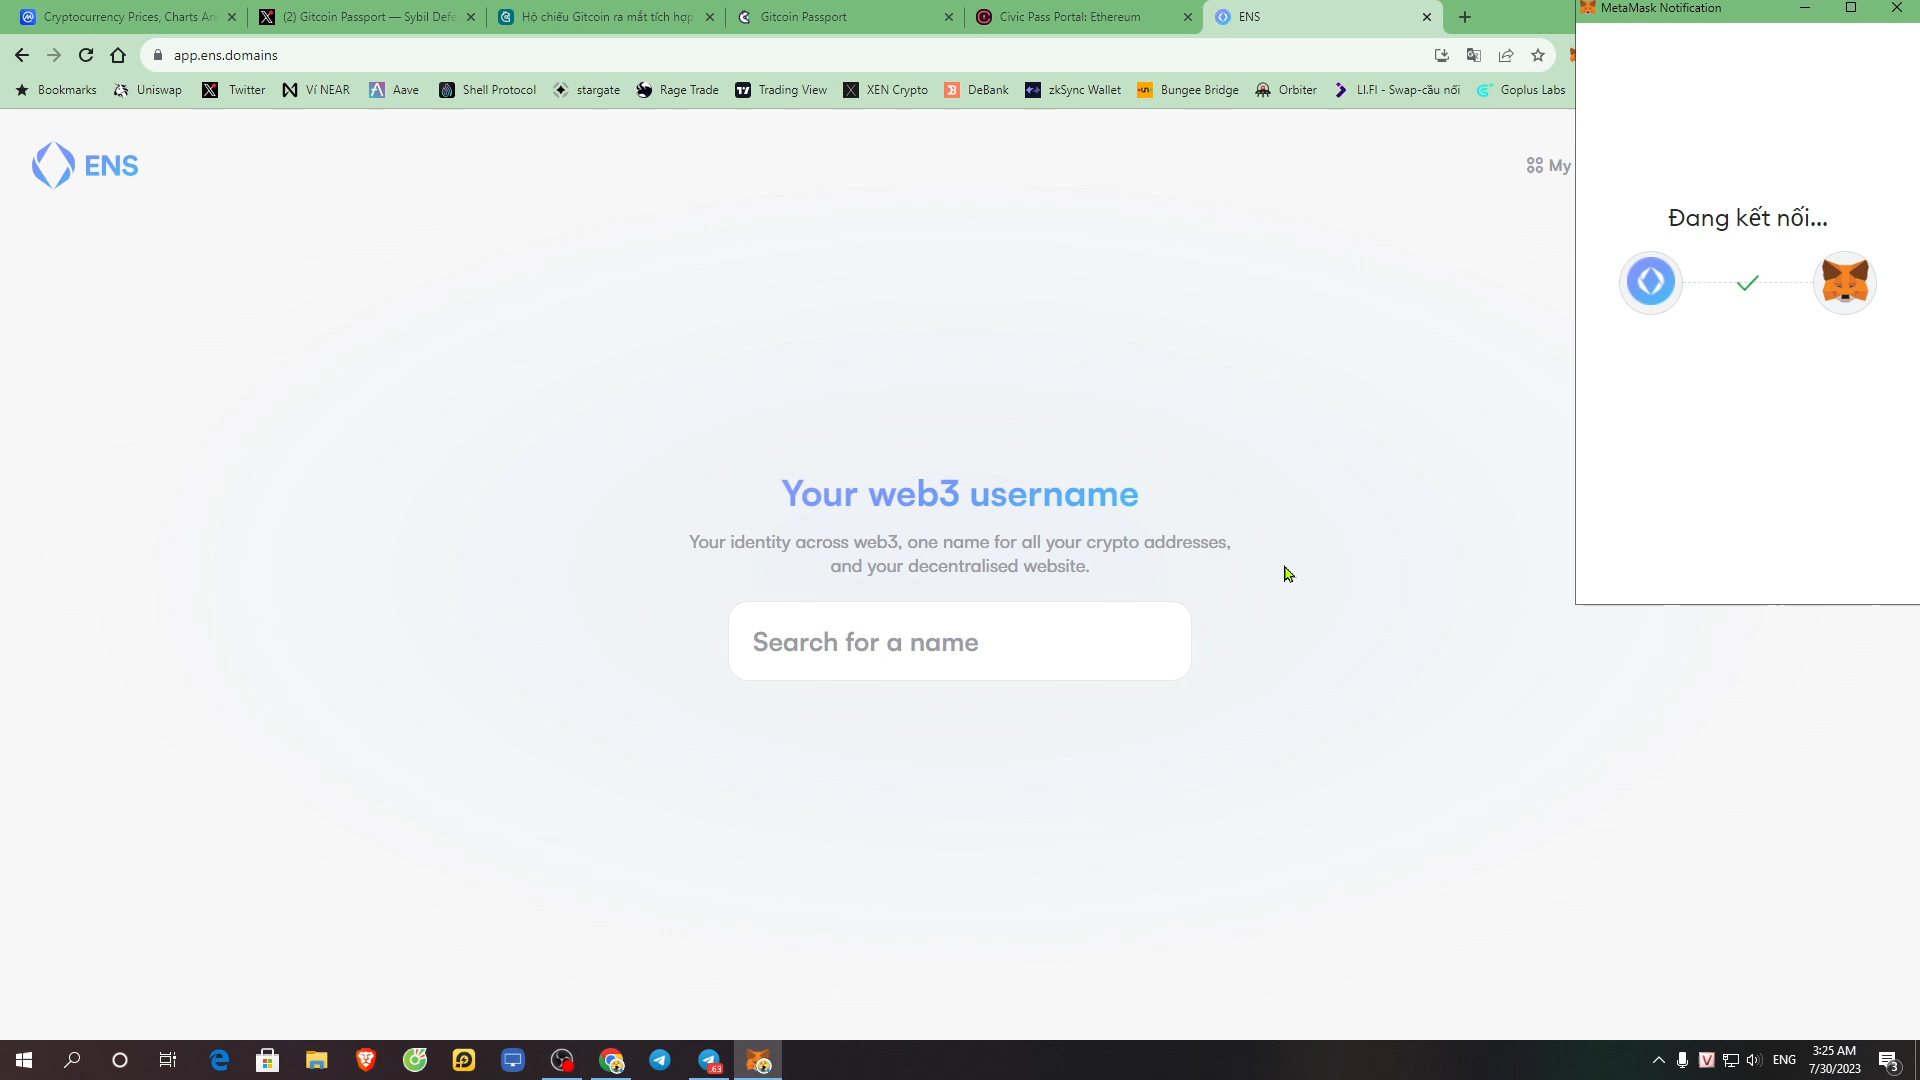 Cryptocurrency Prices, Charts An
(2) Gitcoin Passport — Sybil Defe
Hộ chiếu Gitcoin ra mắt tích hợp
Gitcoin Passport
Civic Pass Portal: Ethereum
ENS
MetaMask Notification
app.ens.domains
Bookmarks
Uniswap
Twitter
Ví NEAR
Aave
Shell Protocol
stargate
Rage Trade
Trading View
XEN Crypto
DeBank
zkSync Wallet
Bungee Bridge
Orbiter
LI.FI - Swap-cầu nối
Goplus Labs
ENS
My
Đang kết nối...
Your web3 username
Your identity across web3, one name for all your crypto addresses,
and your decentralised website.
Search for a name
63
ENG
3:25 AM
7/30/2023
3